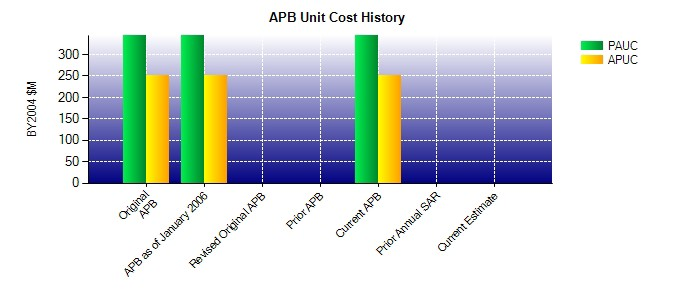 APB Unit Cost History
PAUC
APUC
BY2004 $M
300
250
200
150
100
50
0
Original
APB
APB as of January 2006
Revised Original APB
Prior APB
Current APB
Prior Annual SAR
Current Estimate